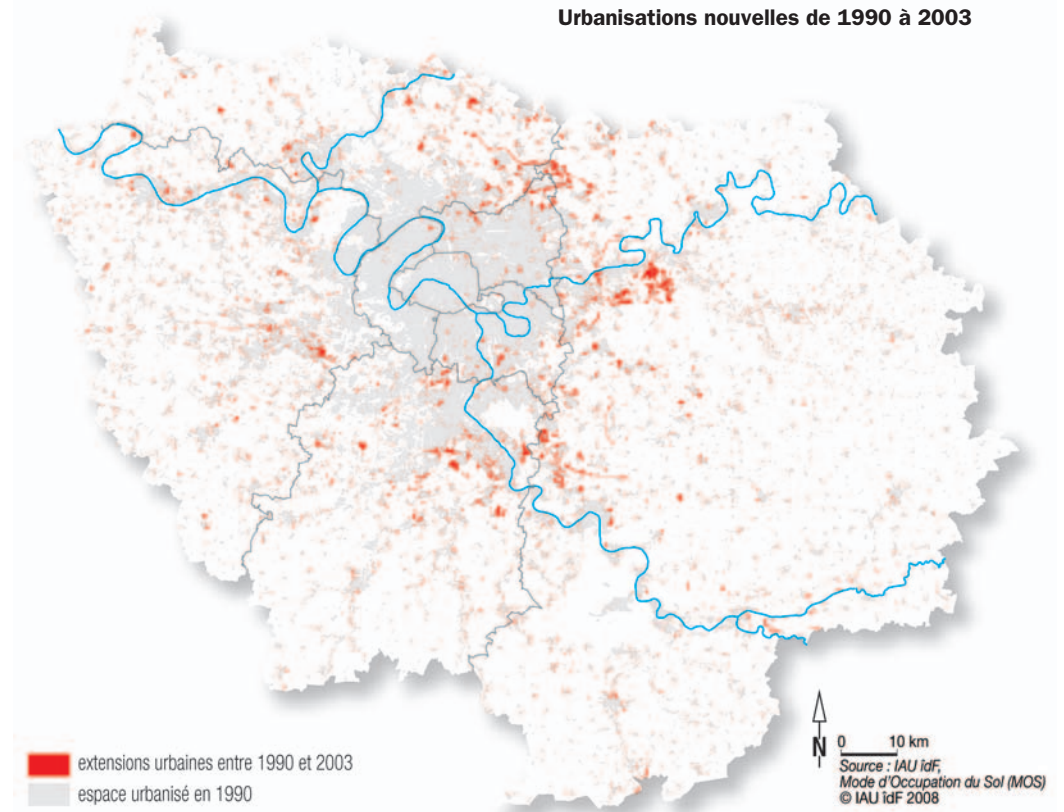 Urbanisations nouvelles de 1990 à 2003
extensions urbaines entre 1990 et 2003
espace urbanisé en 1990
N
0 10 km
Source : IAU îdF,
Mode d'Occupation du Sol (MOS)
© IAU îdF 2008